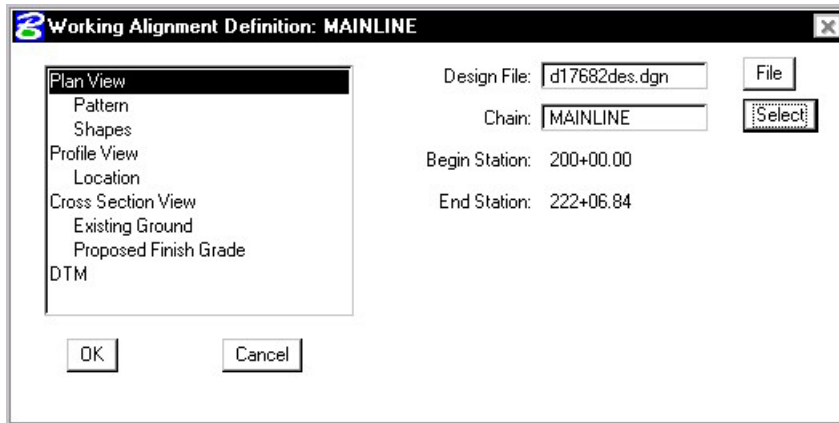 Working Alignment Definition: MAINLINE
Plan View
Pattern
Shapes
Profile View
Location
Cross Section View
Existing Ground
Proposed Finish Grade
DTM
Design File: d17682des.dgn File
Chain: MAINLINE Select
Begin Station: 200+00.00
End Station: 222+06.84
OK Cancel